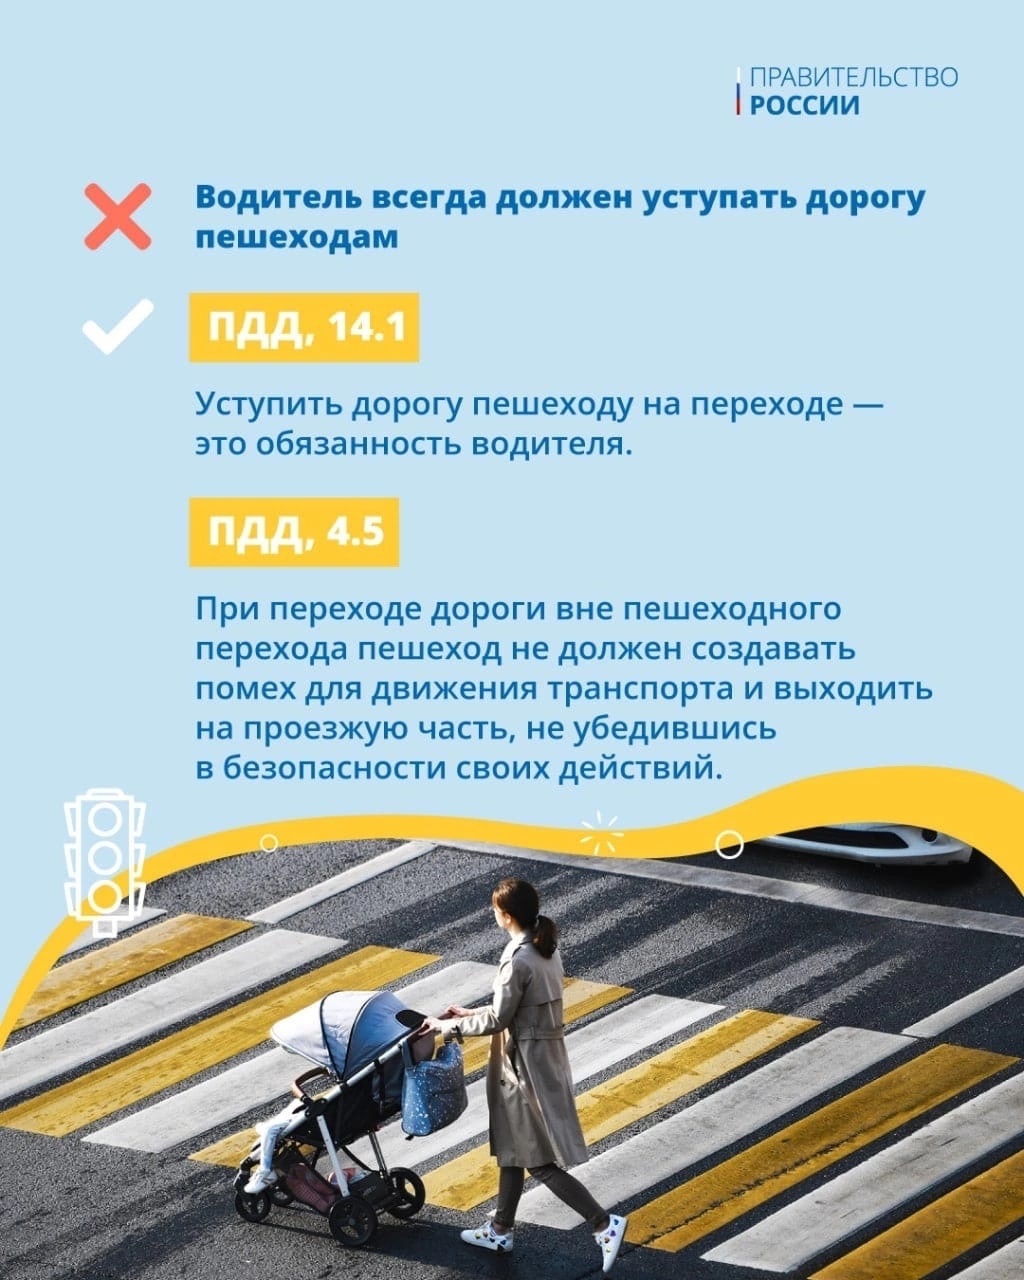 ПРАВИТЕЛЬСТВО
РОССИИ
Водитель всегда должен уступать дорогу
пешеходам
ПДД, 14.1
Уступить дорогу пешеходу на переходе —
это обязанность водителя.
ПДД, 4.5
При переходе дороги вне пешеходного
перехода пешеход не должен создавать
помех для движения транспорта и выходить
на проезжую часть, не убедившись
в безопасности своих действий.